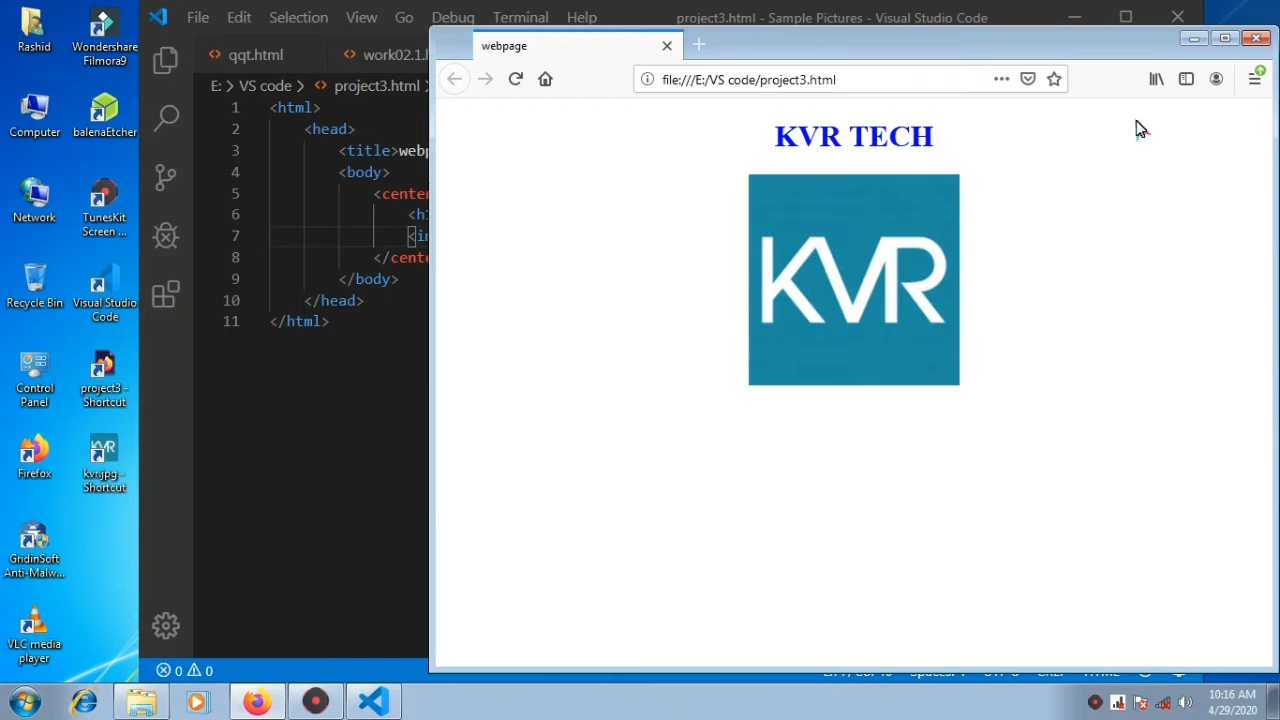 Rashid
Wondershare
Filmora9
Computer
balenaEtcher
Network
TunesKit
Screen ...
Recycle Bin
Visual Studio
Code
Control
Panel
project3 -
Shortcut
Firefox
kvr.jpg -
Shortcut
GridinSoft
Anti-Malw...
VLC media
player
File Edit Selection View Go Debug Terminal Help project3.html - Sample Pictures - Visual Studio Code
qqt.html work02.1.
E: > VS code > project3.html
1 <html>
2 <head>
3 <title>webp
4 <body>
5 <center
6 <h
7 <im
8 </cente
9 </body>
10 </head>
11 </html>
0 0
webpage
file:///E:/VS code/project3.html
KVR TECH
KVR
10:16 AM
4/29/2020